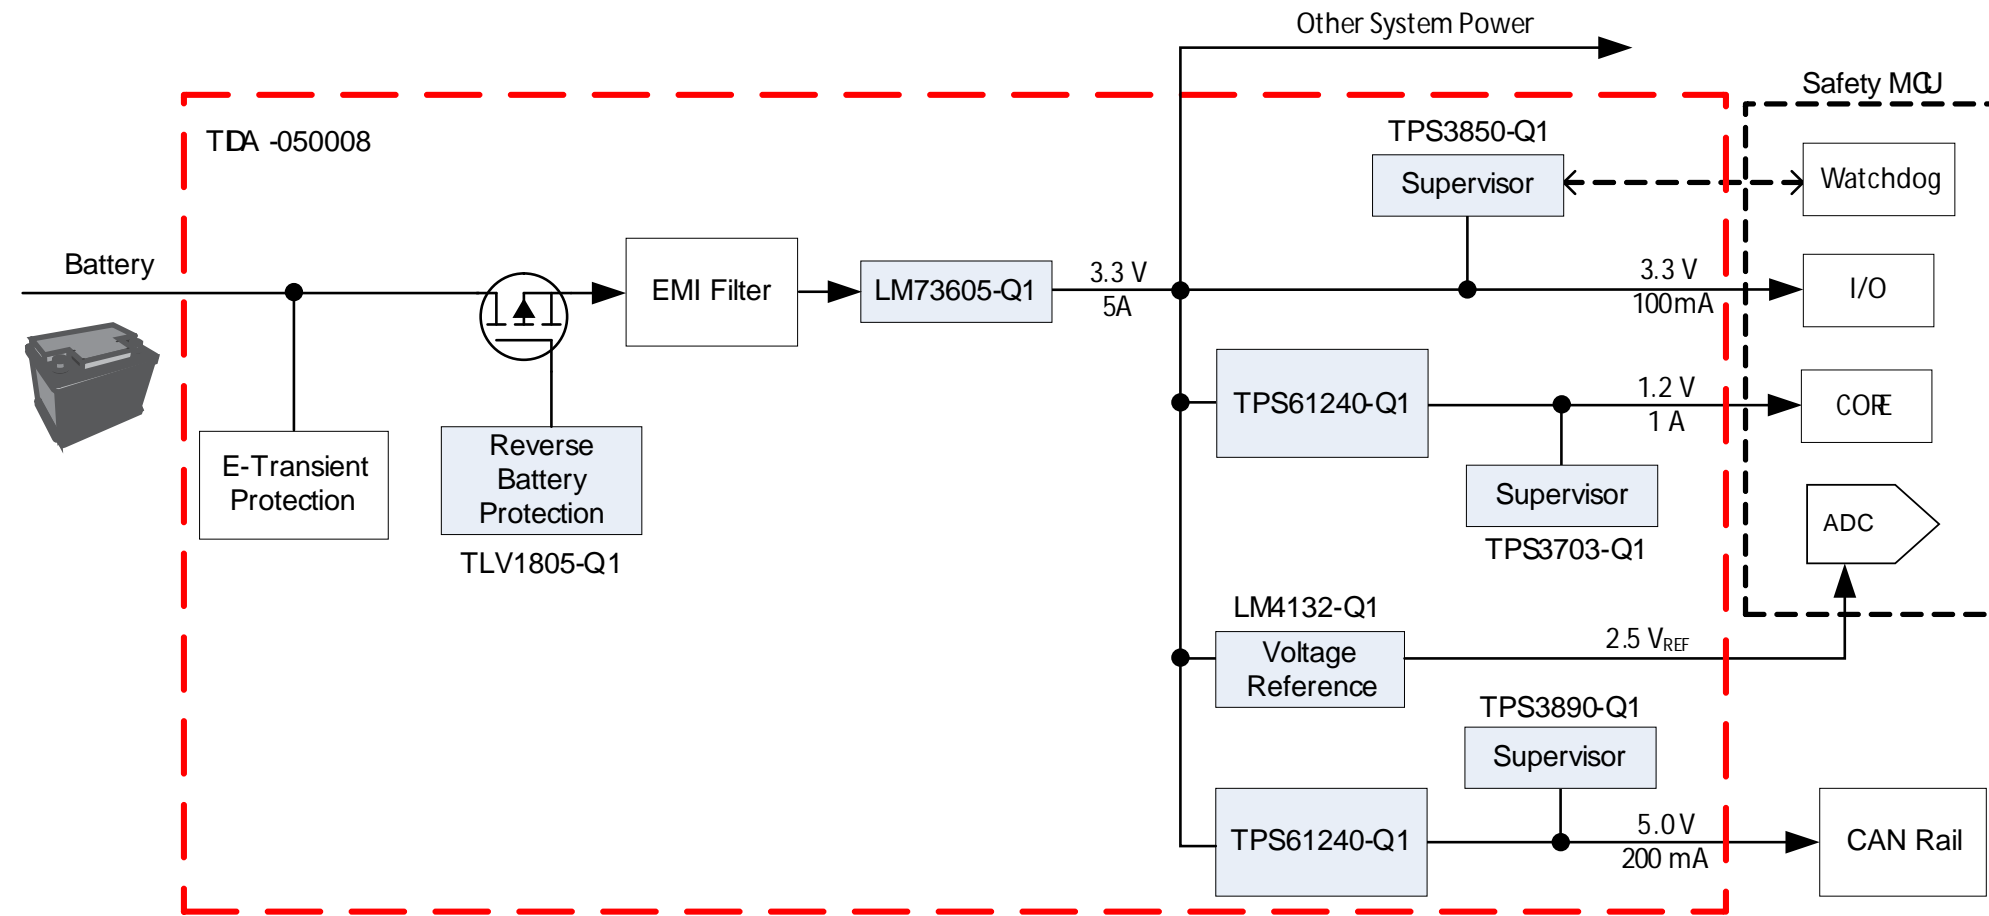 Other System Power
Safety MCU
TIDA -050008
TPS3850-Q1
Supervisor
Watchdog
Battery
EMI Filter
LM73605-Q1
3.3 V
5A
3.3 V
100mA
I/O
TPS61240-Q1
1.2 V
1 A
CORE
E-Transient
Protection
Reverse
Battery
Protection
TLV1805-Q1
Supervisor
TPS3703-Q1
ADC
LM4132-Q1
Voltage
Reference
2.5 VREF
TPS3890-Q1
Supervisor
TPS61240-Q1
5.0 V
200 mA
CAN Rail